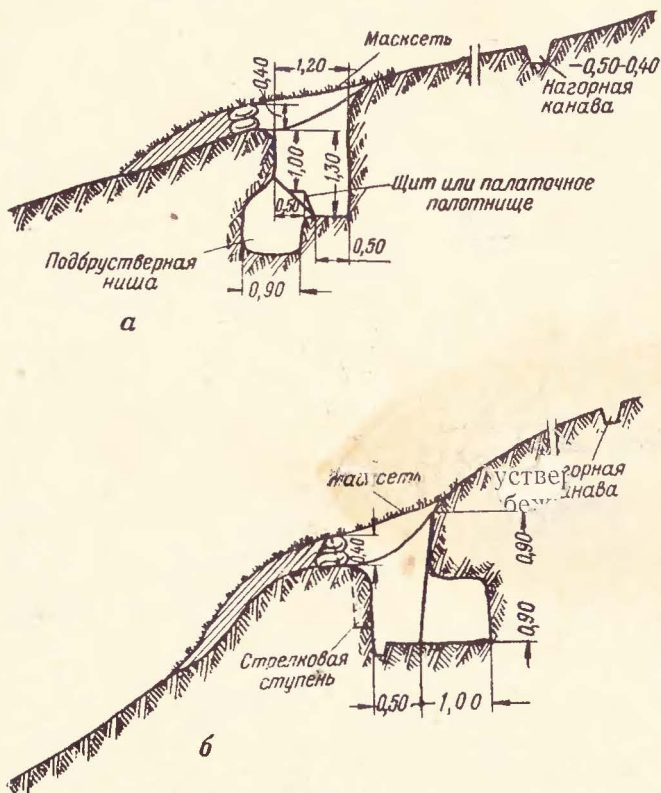 Масксеть
1,20
0,40
-0,50-0,40
Нагорная
канава
1,00
1,30
Щит или палаточное
полотнище
0,50
0,50
Подбрустверная
ниша
0,90
а
0,40
0,90
0,90
Стрелковая
ступень
0,50
1,00
б